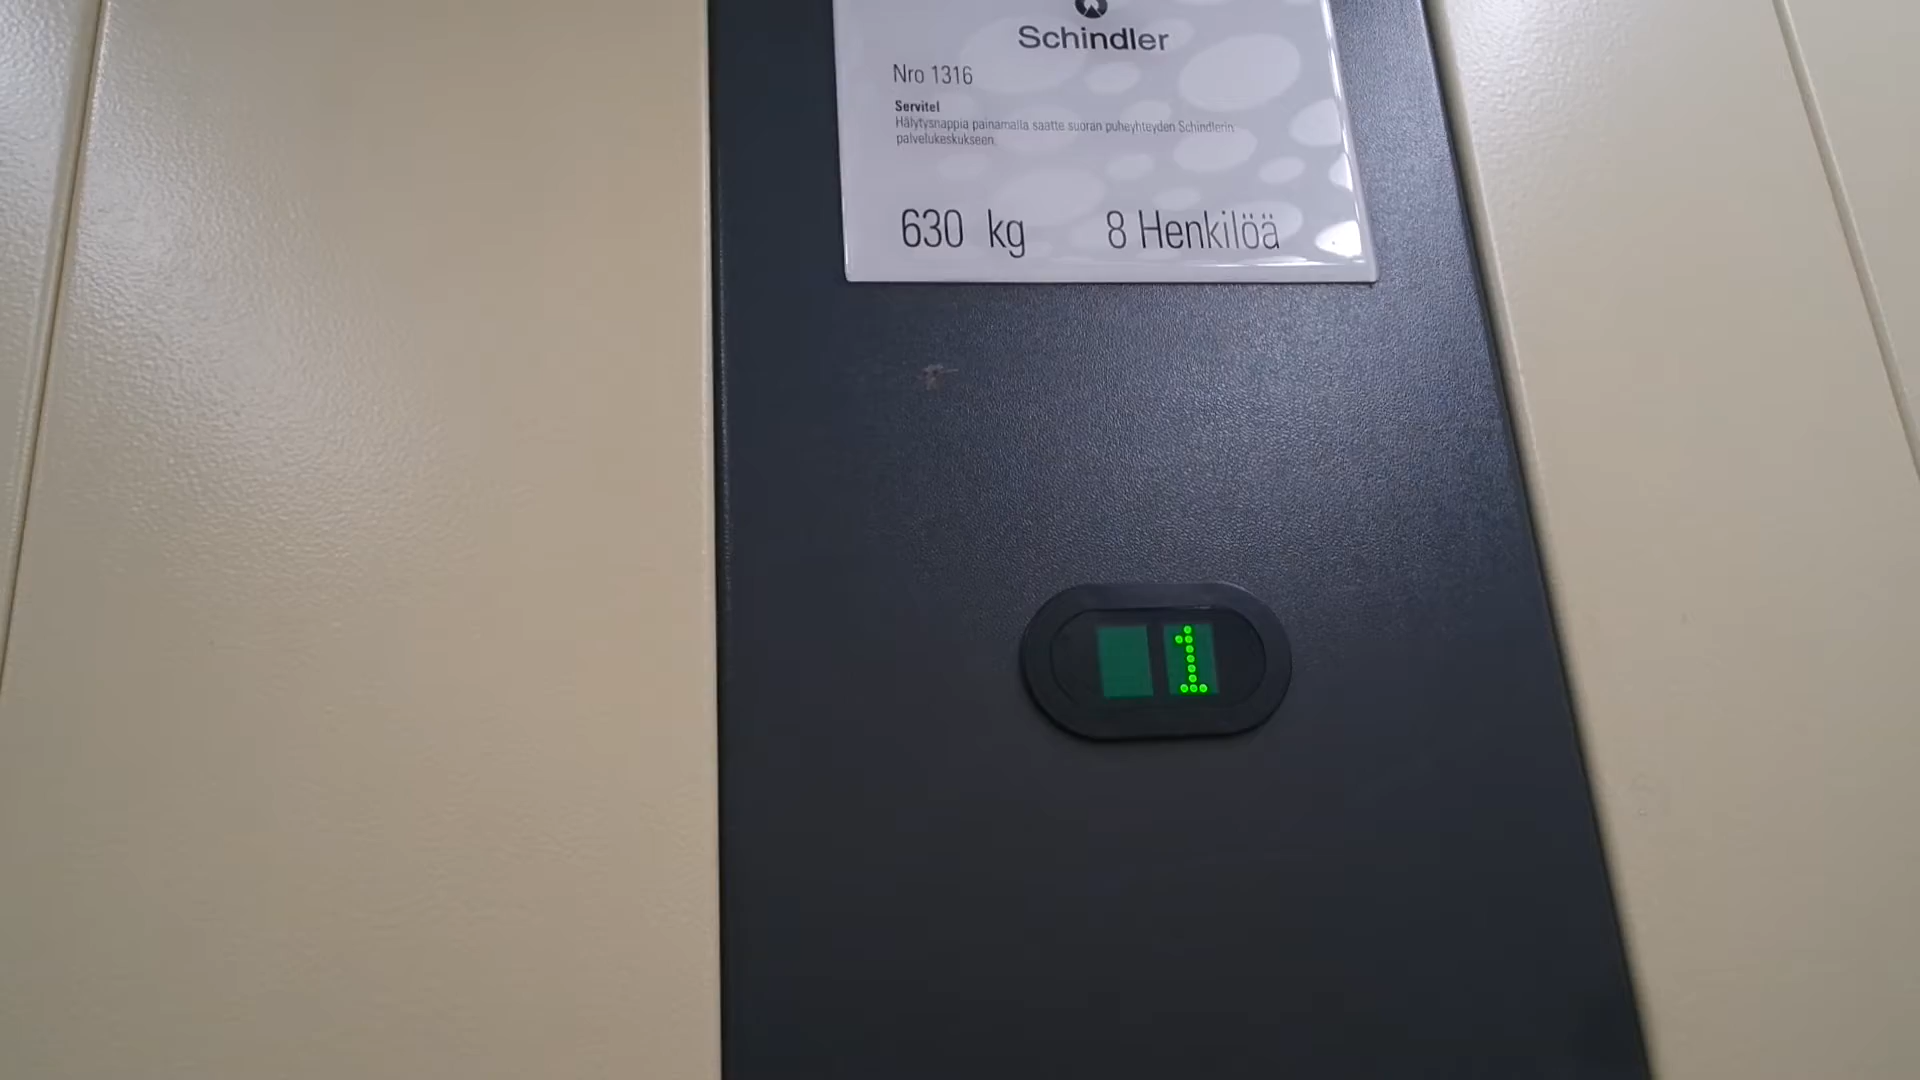 Schindler
Nro 1316
Servitel
Hälytysnappia painamalla saatte suoran puheyhteyden Schindlerin
palvelukeskukseen.
630 kg 8 Henkilöä
1